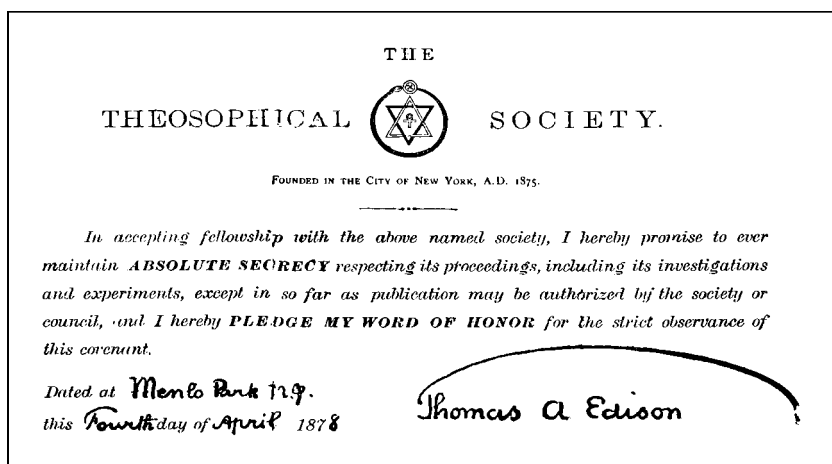 THE
THEOSOPHICAL SOCIETY.
FOUNDED IN THE CITY OF NEW YORK, A.D. 1875.
In accepting fellowship with the above named society, I hereby promise to ever
maintain ABSOLUTE SECRECY respecting its proceedings, including its investigations
and experiments, except in so far as publication may be authorized by the society or
council, and I hereby PLEDGE MY WORD OF HONOR for the strict observance of
this covenant.
Dated at Menlo Park N.J.
this Fourth day of April 1878
Thomas A Edison